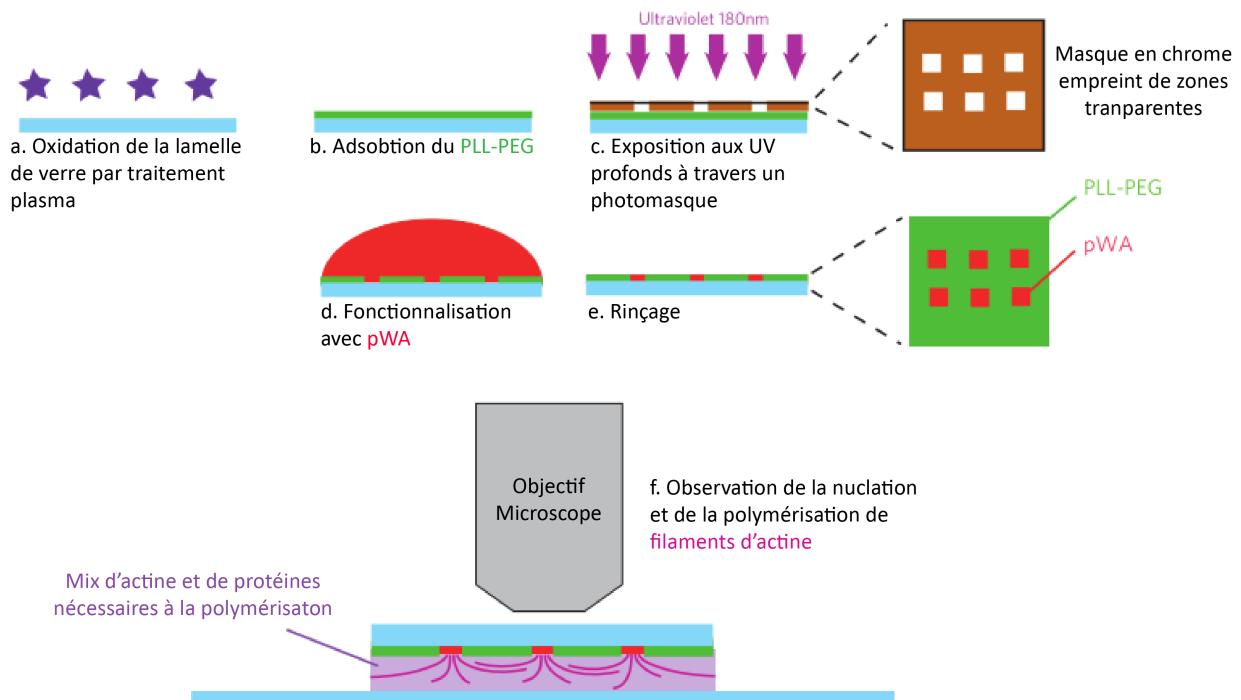 Ultraviolet 180nm
Masque en chrome
empreint de zones
tranparentes
a. Oxidation de la lamelle
de verre par traitement
plasma
b. Adsobtion du PLL-PEG
c. Exposition aux UV
profonds à travers un
photomasque
PLL-PEG
pWA
d. Fonctionnalisation
avec pWA
e. Rinçage
Objectif
Microscope
f. Observation de la nuclation
et de la polymérisation de
filaments d'actine
Mix d'actine et de protéines
nécessaires à la polymérisaton